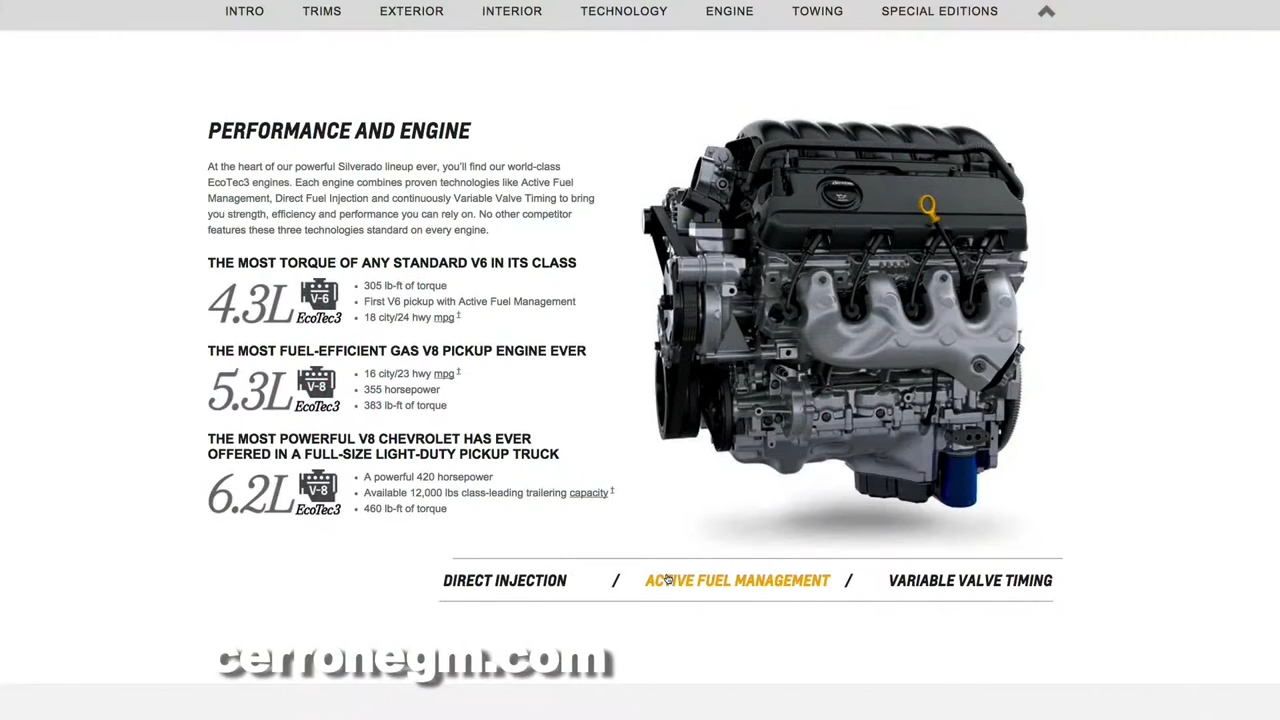 INTRO TRIMS EXTERIOR INTERIOR TECHNOLOGY ENGINE TOWING SPECIAL EDITIONS
PERFORMANCE AND ENGINE
At the heart of our powerful Silverado lineup ever, you'll find our world-class
EcoTec3 engines. Each engine combines proven technologies like Active Fuel
Management, Direct Fuel Injection and continuously Variable Valve Timing to bring
you strength, efficiency and performance you can rely on. No other competitor
features these three technologies standard on every engine.
THE MOST TORQUE OF ANY STANDARD V6 IN ITS CLASS
4.3L V-6 EcoTec3
• 305 lb-ft of torque
• First V6 pickup with Active Fuel Management
• 18 city/24 hwy mpg‡
THE MOST FUEL-EFFICIENT GAS V8 PICKUP ENGINE EVER
5.3L V-8 EcoTec3
• 16 city/23 hwy mpg‡
• 355 horsepower
• 383 lb-ft of torque
THE MOST POWERFUL V8 CHEVROLET HAS EVER
OFFERED IN A FULL-SIZE LIGHT-DUTY PICKUP TRUCK
6.2L V-8 EcoTec3
• A powerful 420 horsepower
• Available 12,000 lbs class-leading trailering capacity‡
• 460 lb-ft of torque
DIRECT INJECTION / ACTIVE FUEL MANAGEMENT / VARIABLE VALVE TIMING
cerronegm.com